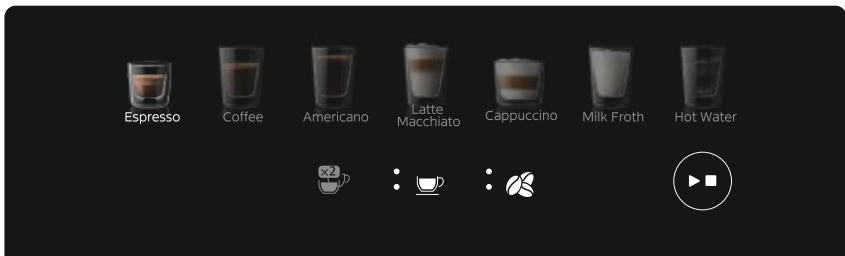 Espresso
Coffee
Americano
Latte
Macchiato
Cappuccino
Milk Froth
Hot Water
x2